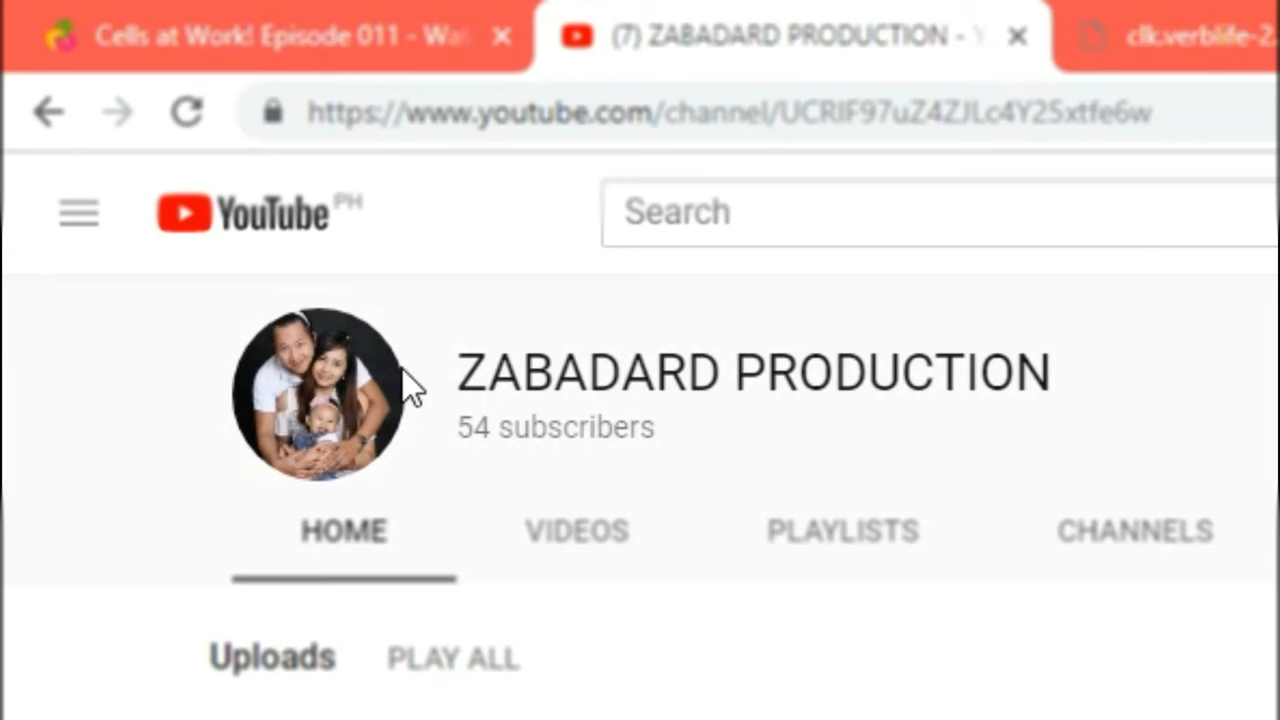 Cells at Work! Episode 011 - Wat
(7) ZABADARD PRODUCTION - Y
clk.verblife-2.
https://www.youtube.com/channel/UCRIF97uZ4ZJLc4Y25xtfe6w
YouTube PH
Search
ZABADARD PRODUCTION
54 subscribers
HOME VIDEOS PLAYLISTS CHANNELS
Uploads PLAY ALL